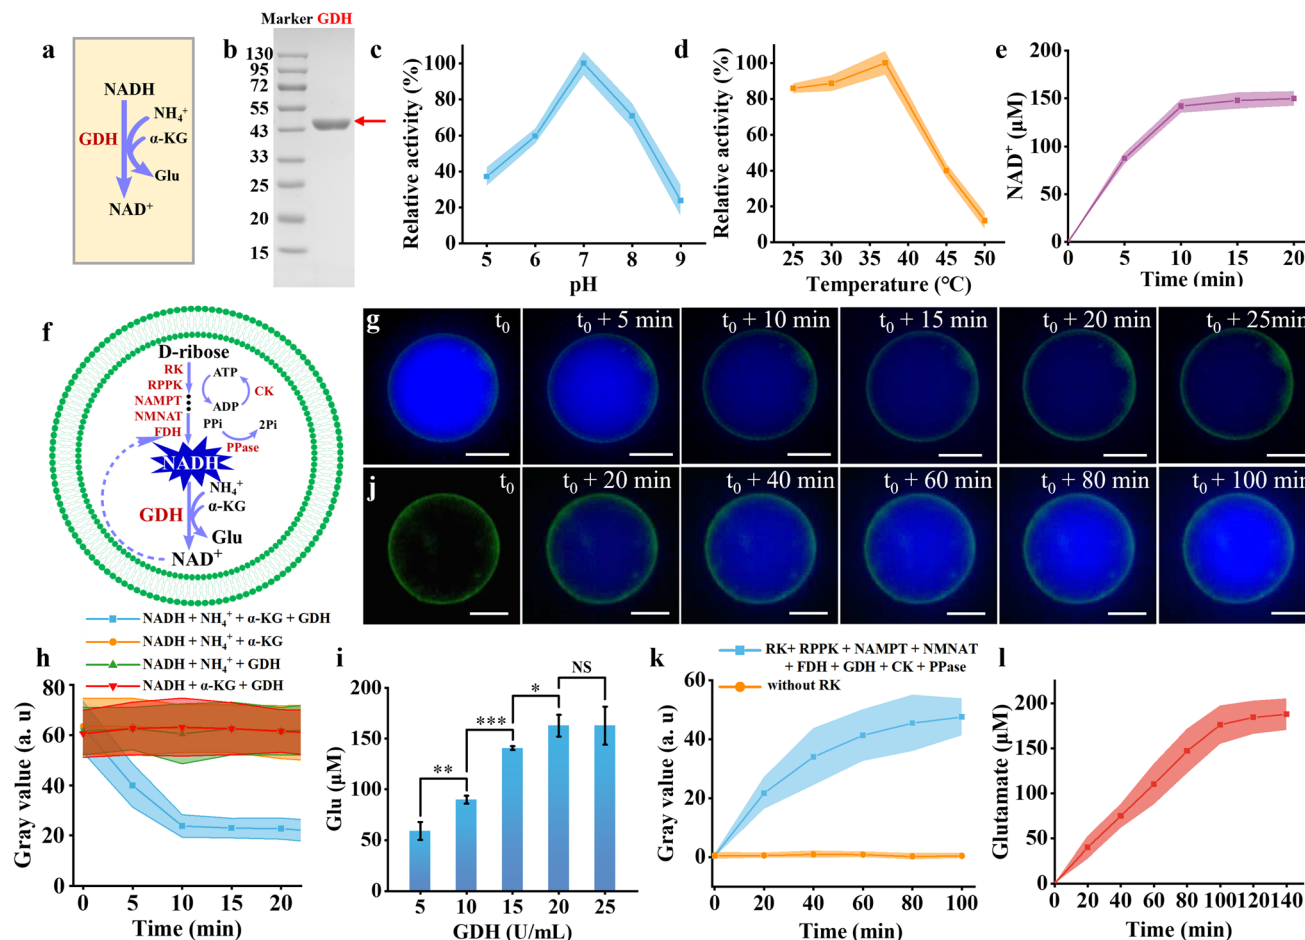 a
NADH
NH₄⁺
GDH
α-KG
Glu
NAD⁺
b
Marker GDH
130
95
72
55
43
33
25
20
15
c
Relative activity (%)
100
80
60
40
20
0
5 6 7 8 9
pH
d
Relative activity (%)
100
80
60
40
20
0
25 30 35 40 45 50
Temperature (℃)
e
NAD⁺ (μM)
200
150
100
50
0
0 5 10 15 20
Time (min)
f
D-ribose
RK
RPPK
NAMPT
NMNAT
FDH
ATP
CK
ADP
PPi
2Pi
PPase
NADH
NH₄⁺
GDH
α-KG
Glu
NAD⁺
g
t₀
t₀ + 5 min
t₀ + 10 min
t₀ + 15 min
t₀ + 20 min
t₀ + 25min
j
t₀
t₀ + 20 min
t₀ + 40 min
t₀ + 60 min
t₀ + 80 min
t₀ + 100 min
h
NADH + NH₄⁺ + α-KG + GDH
NADH + NH₄⁺ + α-KG
NADH + NH₄⁺ + GDH
NADH + α-KG + GDH
Gray value (a. u)
80
60
40
20
0
0 5 10 15 20
Time (min)
i
Glu (μM)
200
150
100
50
0
**
***
*
NS
5 10 15 20 25
GDH (U/mL)
k
RK+ RPPK + NAMPT + NMNAT
+ FDH + GDH + CK + PPase
without RK
Gray value (a. u)
60
40
20
0
0 20 40 60 80 100
Time (min)
l
Glutamate (μM)
200
150
100
50
0
0 20 40 60 80 100 120 140
Time (min)